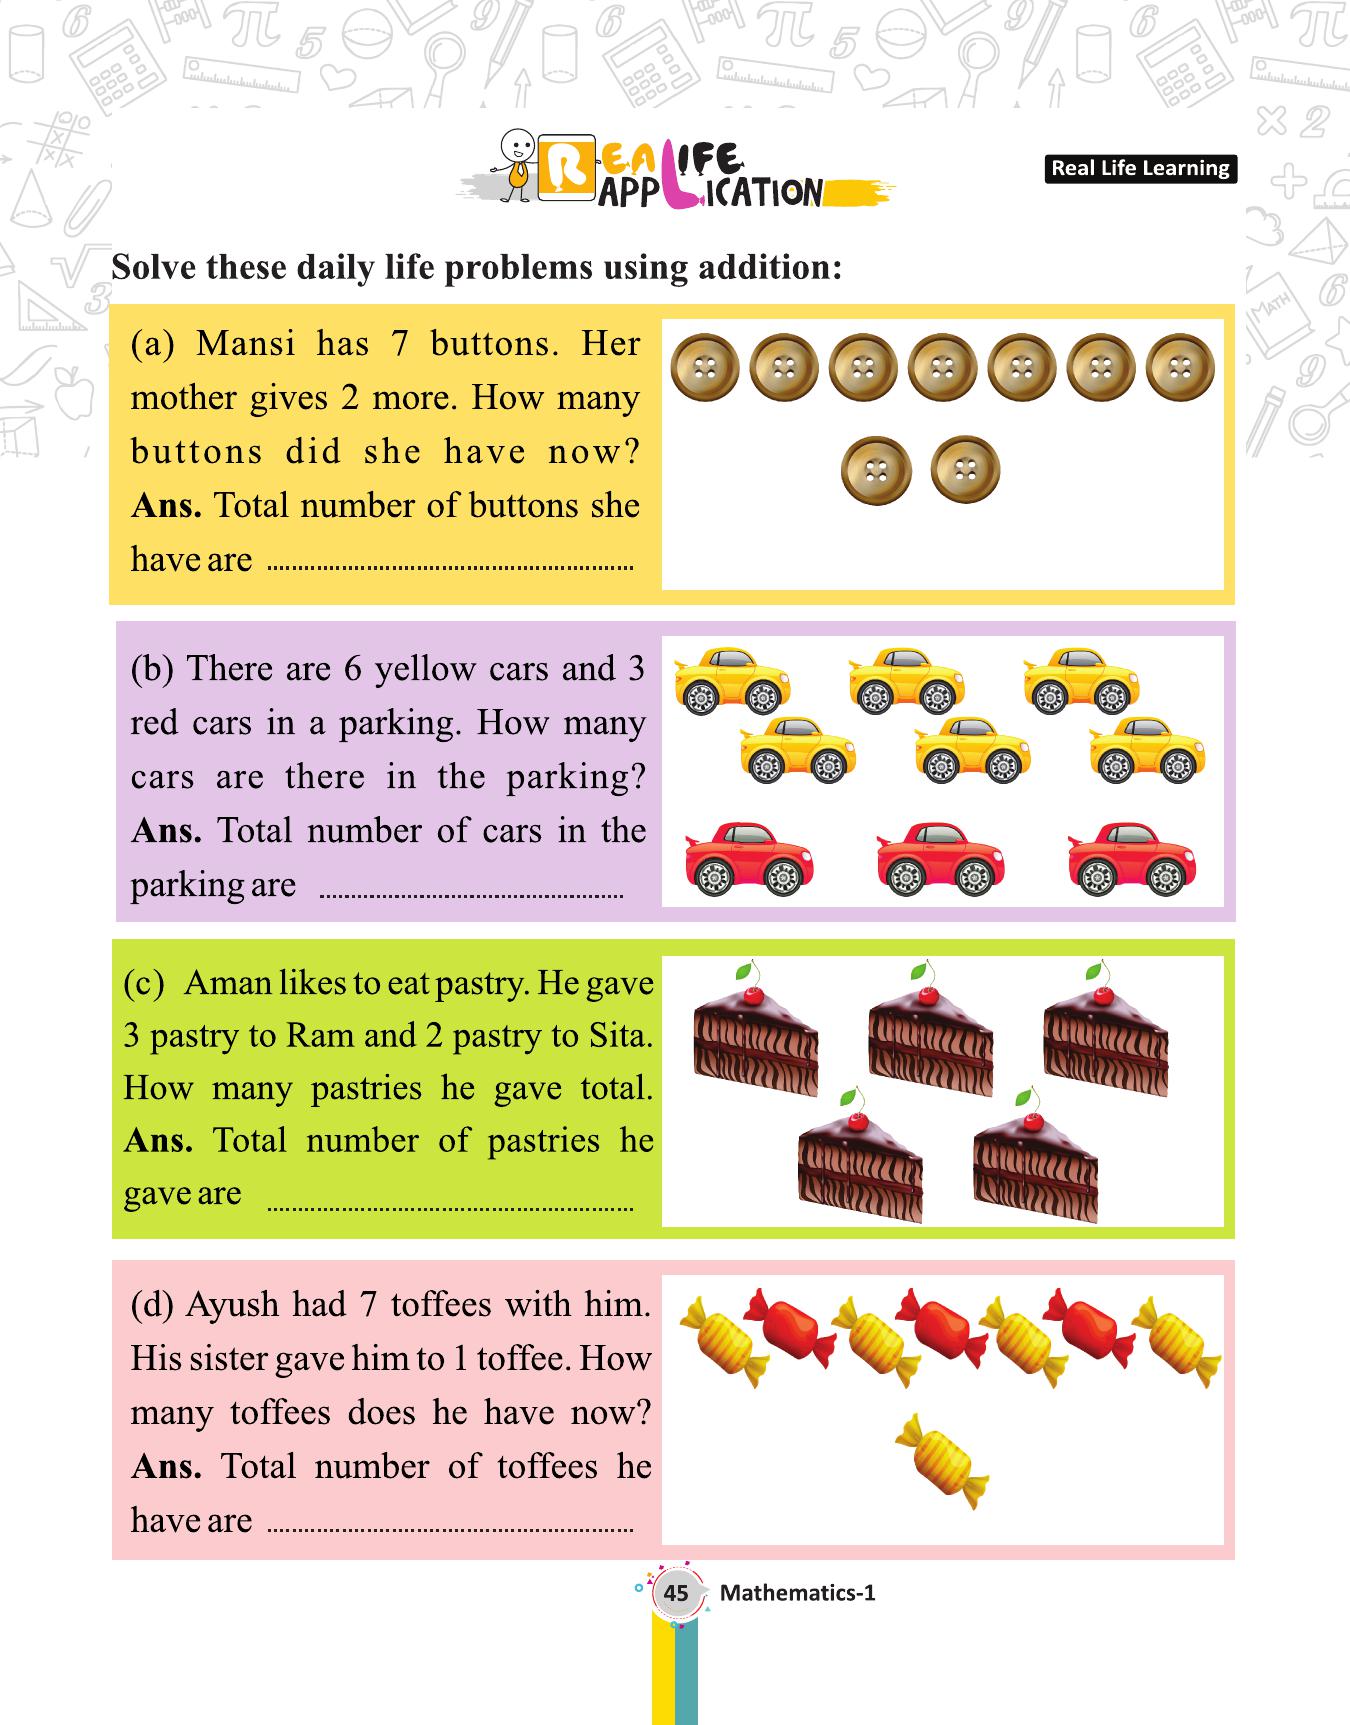 REAL LIFE
APPLICATION
Real Life Learning
Solve these daily life problems using addition:
(a) Mansi has 7 buttons. Her
mother gives 2 more. How many
buttons did she have now?
Ans. Total number of buttons she
have are ............................................................
(b) There are 6 yellow cars and 3
red cars in a parking. How many
cars are there in the parking?
Ans. Total number of cars in the
parking are ..................................................
(c) Aman likes to eat pastry. He gave
3 pastry to Ram and 2 pastry to Sita.
How many pastries he gave total.
Ans. Total number of pastries he
gave are ............................................................
(d) Ayush had 7 toffees with him.
His sister gave him to 1 toffee. How
many toffees does he have now?
Ans. Total number of toffees he
have are ............................................................
45 Mathematics-1